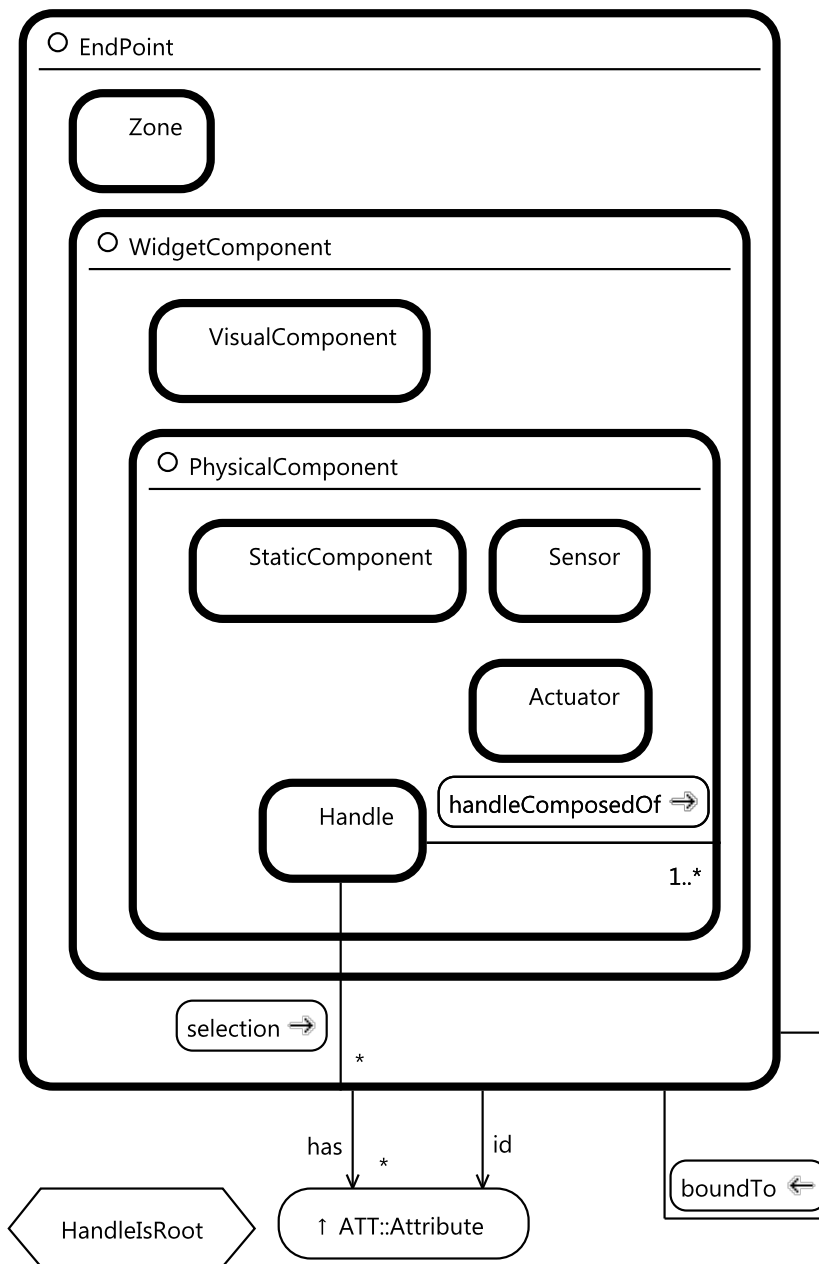 EndPoint
Zone
WidgetComponent
VisualComponent
PhysicalComponent
StaticComponent
Sensor
Actuator
handleComposedOf →
Handle
1..*
selection →
*
has
*
id
boundTo ←
HandleIsRoot
↑ ATT::Attribute